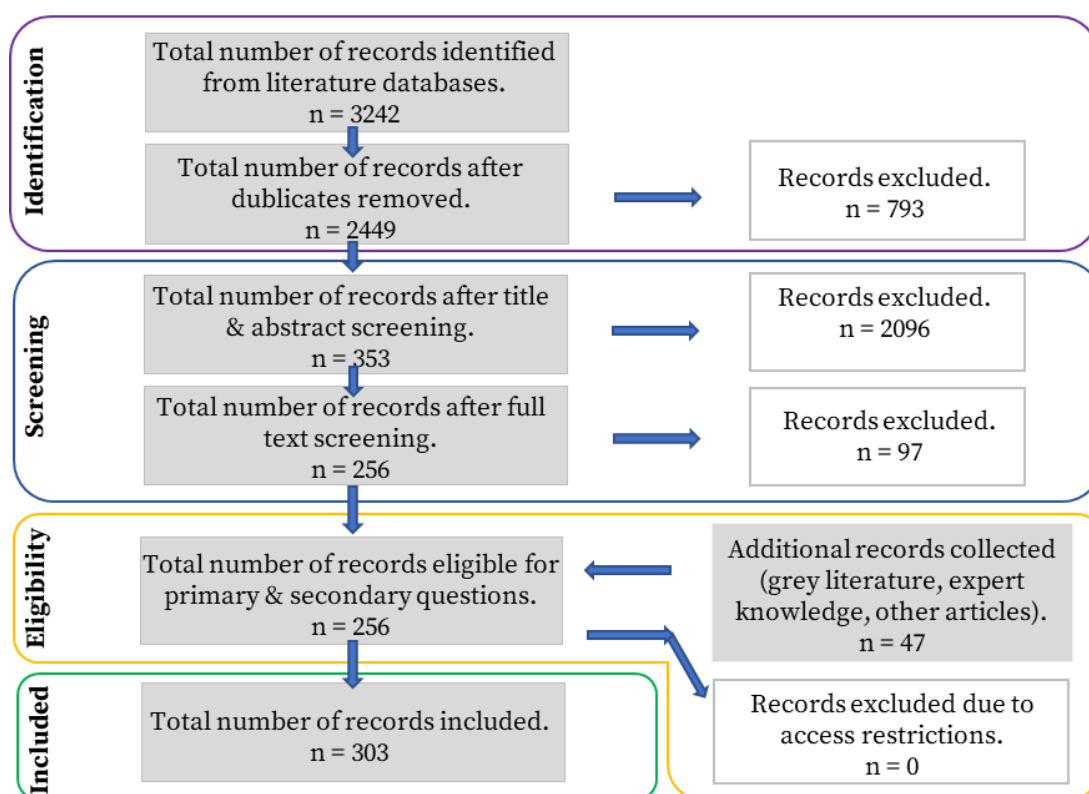 Identification
Total number of records identified
from literature databases.
n = 3242
Total number of records after
dublicates removed.
n = 2449
Records excluded.
n = 793
Screening
Total number of records after title
& abstract screening.
n = 353
Records excluded.
n = 2096
Total number of records after full
text screening.
n = 256
Records excluded.
n = 97
Eligibility
Total number of records eligible for
primary & secondary questions.
n = 256
Additional records collected
(grey literature, expert
knowledge, other articles).
n = 47
Records excluded due to
access restrictions.
n = 0
Included
Total number of records included.
n = 303